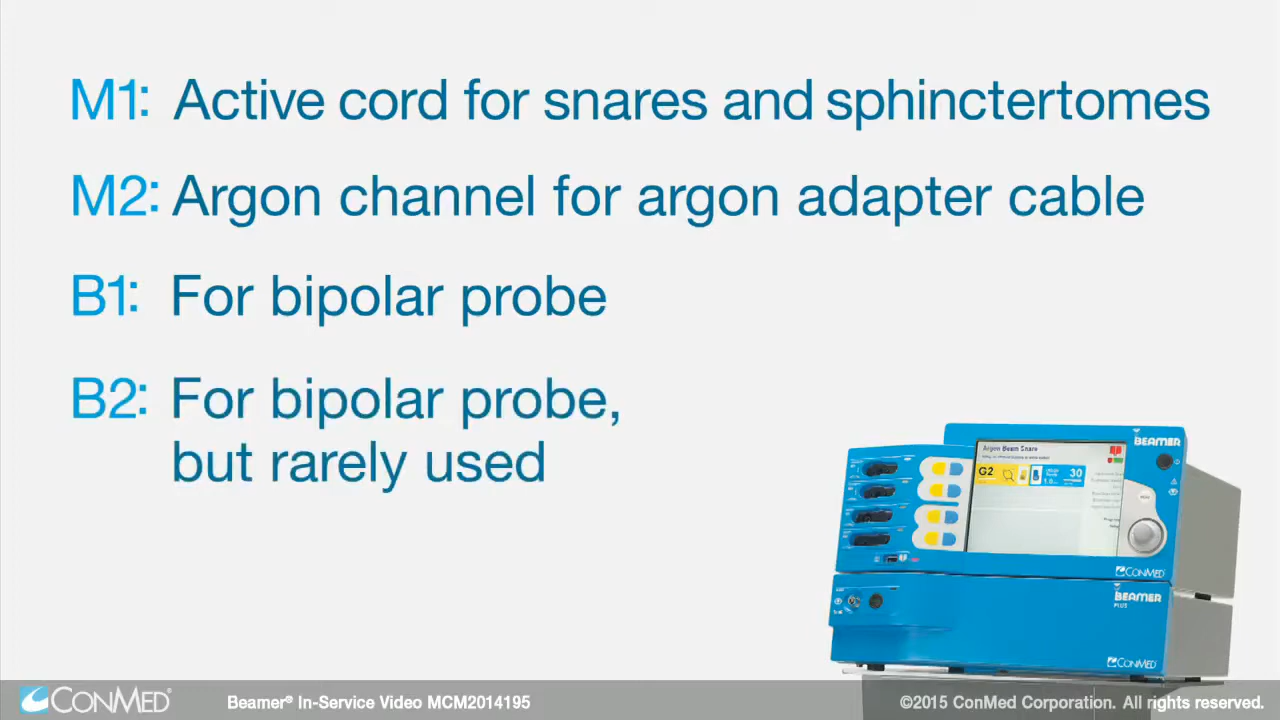 M1: Active cord for snares and sphinctertomes
M2: Argon channel for argon adapter cable
B1: For bipolar probe
B2: For bipolar probe,
but rarely used
BEAMER
Argon Beam Snare
G2
30
1.0
CONMED
BEAMER
PLUS
CONMED
CONMED
Beamer® In-Service Video MCM2014195
©2015 ConMed Corporation. All rights reserved.